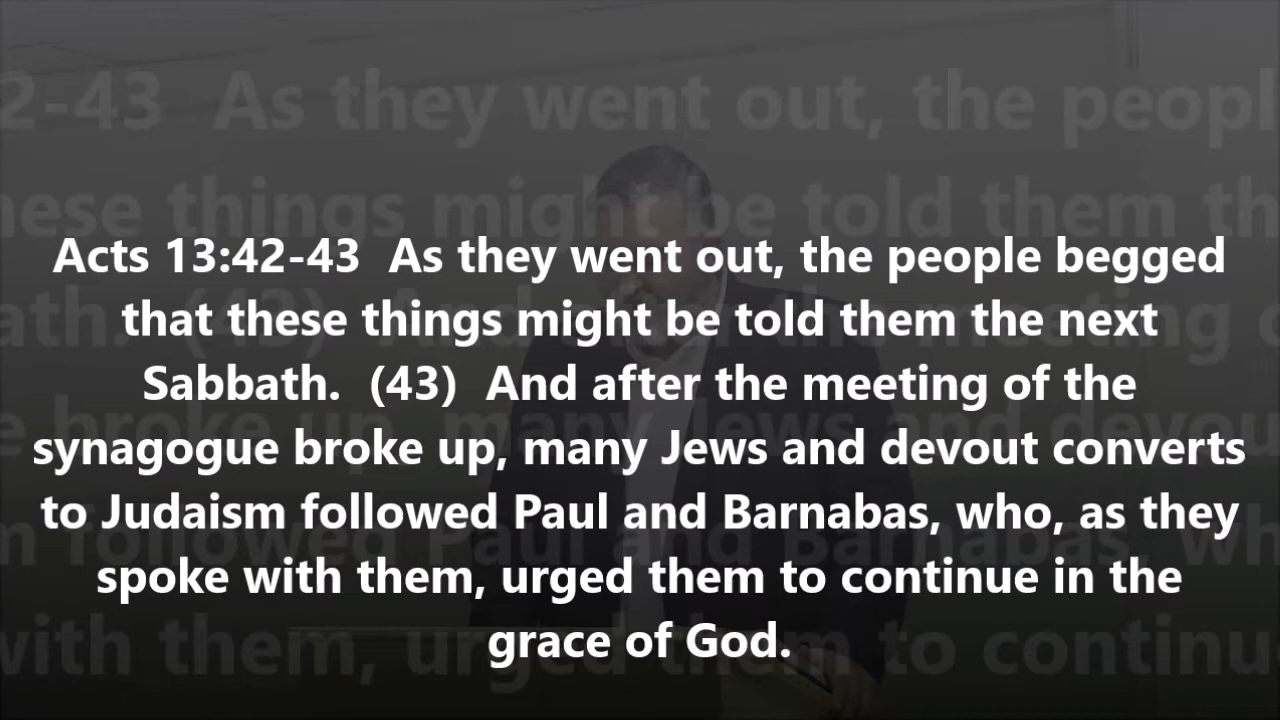 Acts 13:42-43  As they went out, the people begged
that these things might be told them the next
Sabbath.  (43)  And after the meeting of the
synagogue broke up, many Jews and devout converts
to Judaism followed Paul and Barnabas, who, as they
spoke with them, urged them to continue in the
grace of God.